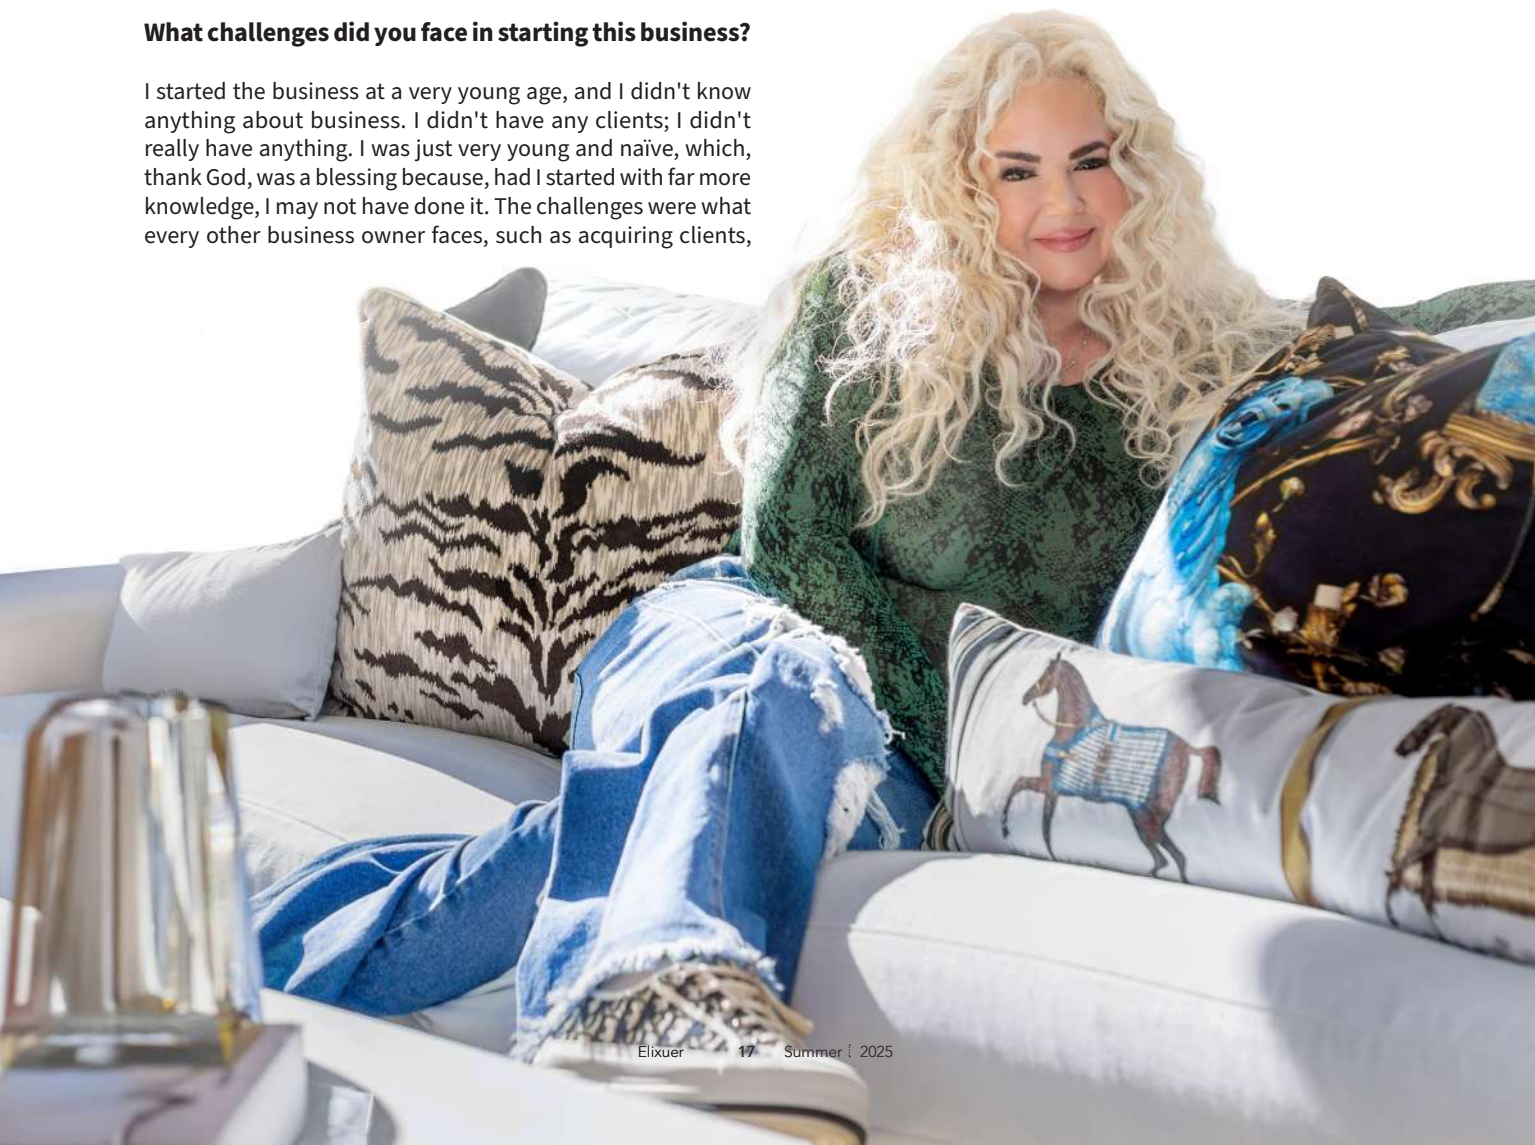 What challenges did you face in starting this business?
I started the business at a very young age, and I didn't know
anything about business. I didn't have any clients; I didn't
really have anything. I was just very young and naïve, which,
thank God, was a blessing because, had I started with far more
knowledge, I may not have done it. The challenges were what
every other business owner faces, such as acquiring clients,
Elixuer 17 Summer 2025